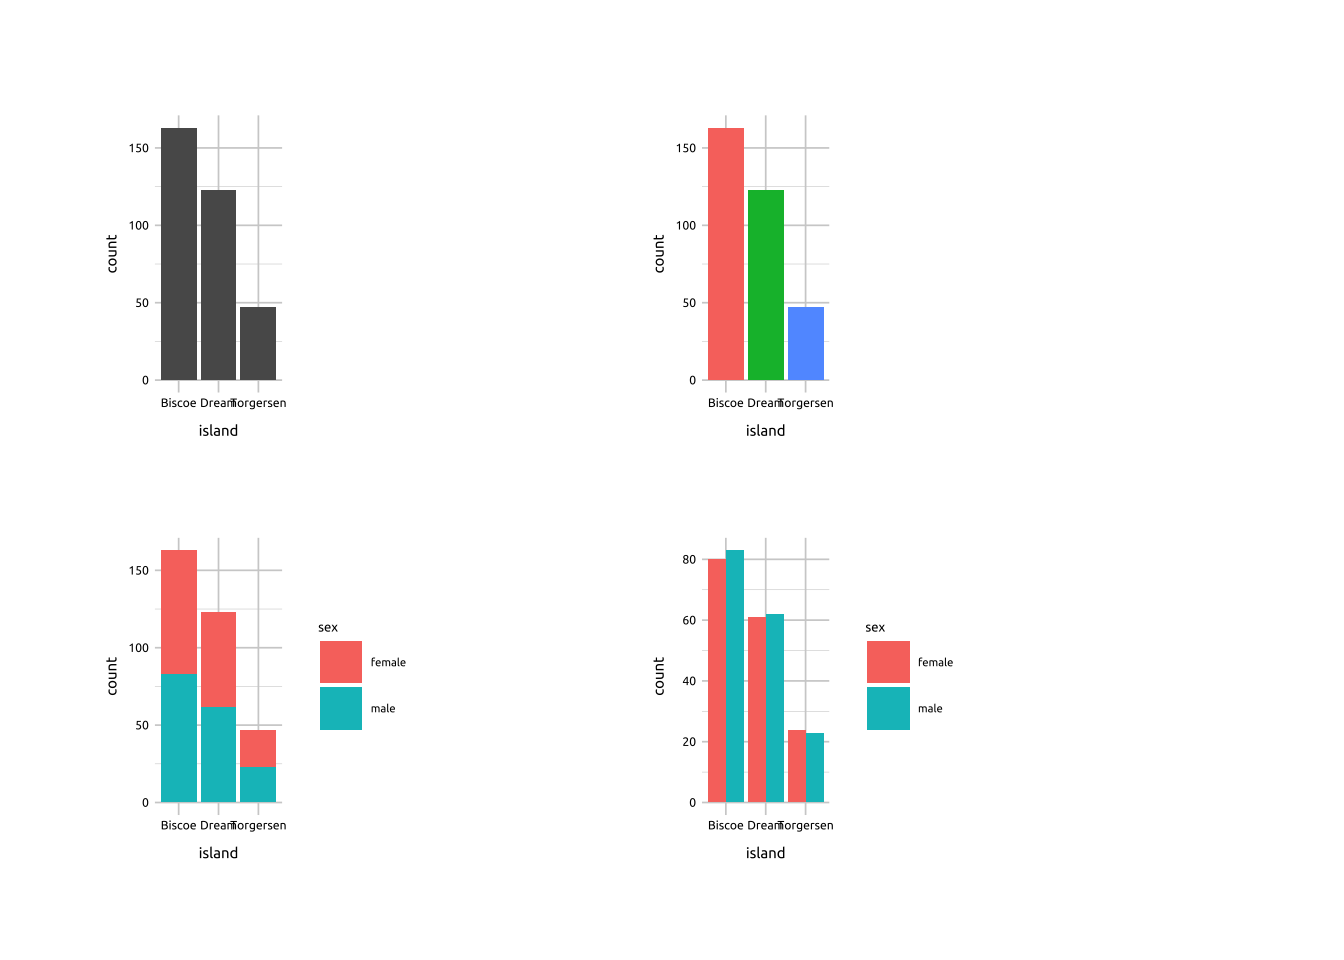 count
150
100
50
0
Biscoe Dream Torgersen
island
count
150
100
50
0
Biscoe Dream Torgersen
island
count
150
100
50
0
Biscoe Dream Torgersen
island
sex
female
male
count
80
60
40
20
0
Biscoe Dream Torgersen
island
sex
female
male